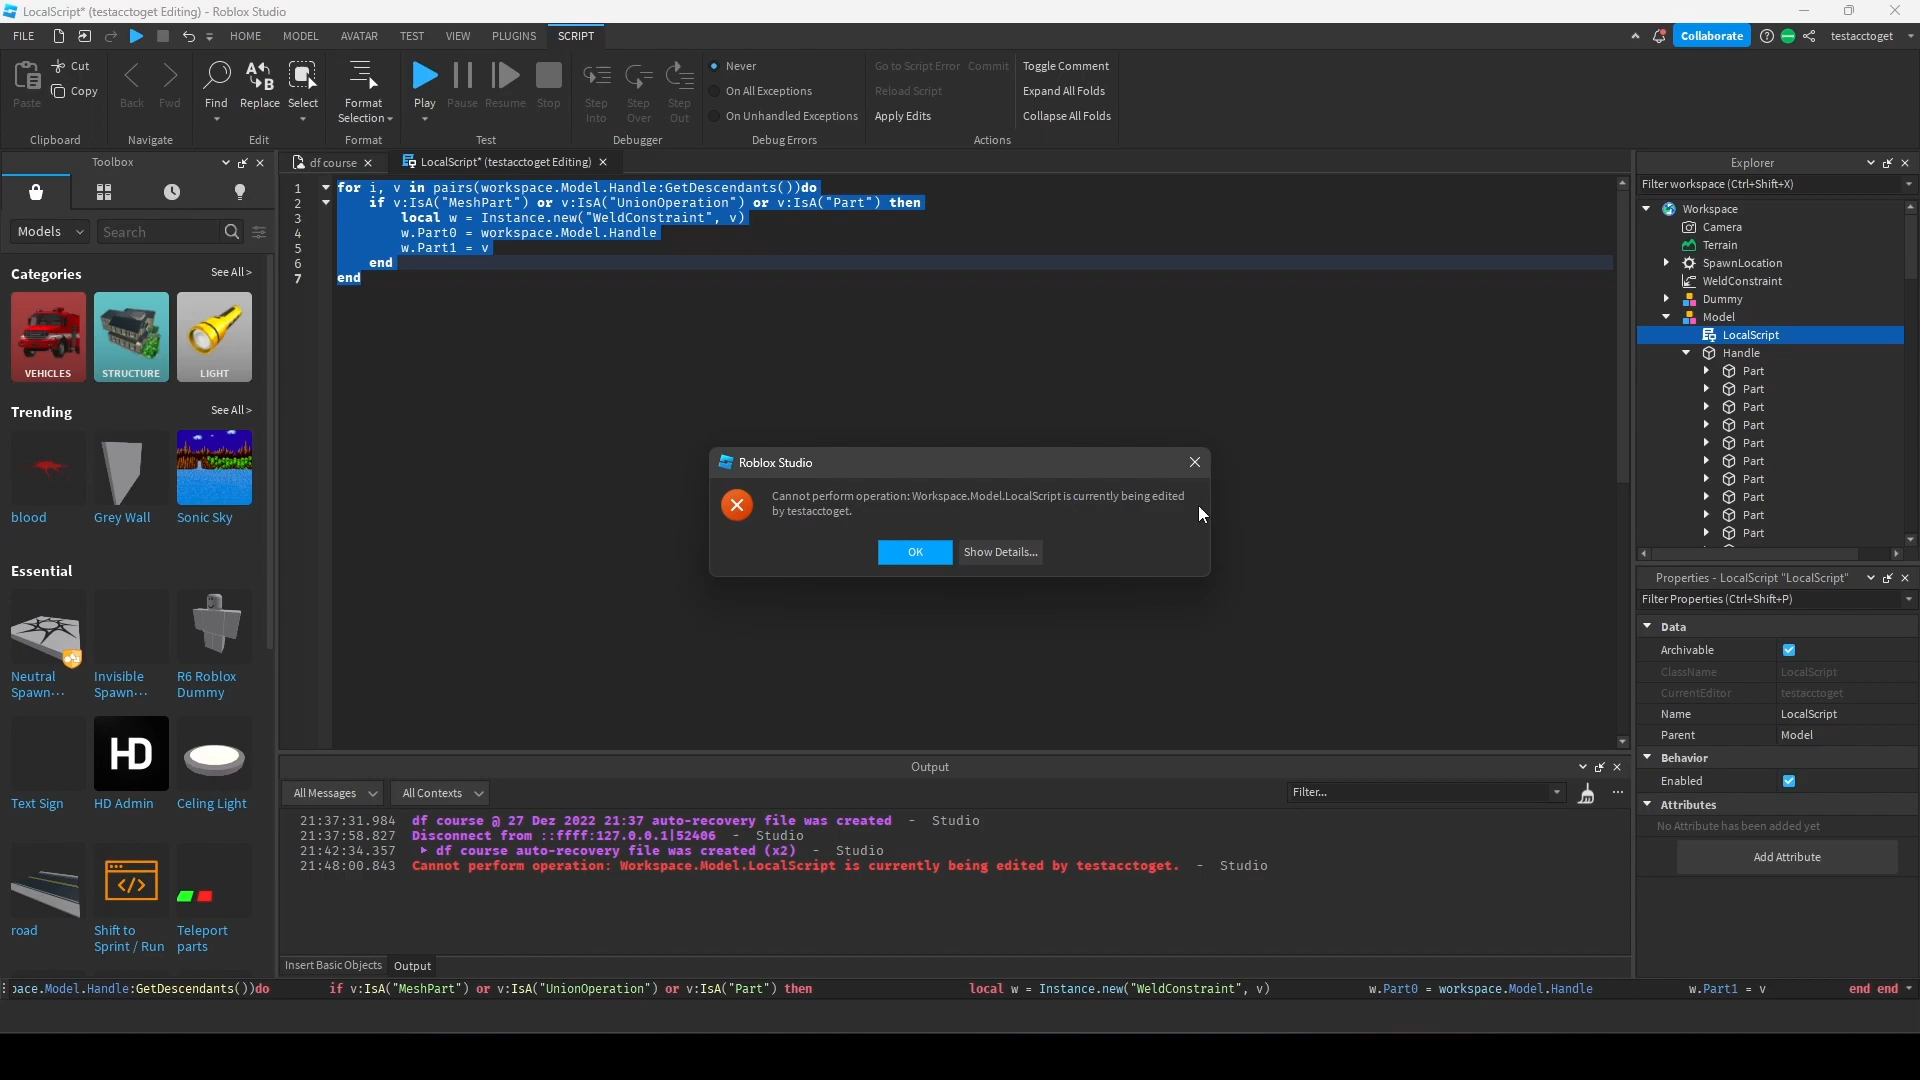 LocalScript* (testacctoget Editing) - Roblox Studio
FILE HOME MODEL AVATAR TEST VIEW PLUGINS SCRIPT Collaborate testacctoget
Paste Cut Copy
Clipboard
Back Fwd
Navigate
Find Replace Select
Edit
Format
Selection
Format
Play Pause Resume Stop
Test
Step
Into
Step
Over
Step
Out
Debugger
Never
On All Exceptions
On Unhandled Exceptions
Debug Errors
Go to Script Error Commit
Reload Script
Apply Edits
Toggle Comment
Expand All Folds
Collapse All Folds
Actions
Toolbox
Models Search
Categories See All >
VEHICLES STRUCTURE LIGHT
Trending See All >
blood Grey Wall Sonic Sky
Essential
Neutral
Spawn...
Invisible
Spawn...
R6 Roblox
Dummy
HD
Text Sign HD Admin Celing Light
road
Shift to
Sprint / Run
Teleport
parts
df course LocalScript* (testacctoget Editing)
1 for i, v in pairs(workspace.Model.Handle:GetDescendants())do
2 if v:IsA("MeshPart") or v:IsA("UnionOperation") or v:IsA("Part") then
3 local w = Instance.new("WeldConstraint", v)
4 w.Part0 = workspace.Model.Handle
5 w.Part1 = v
6 end
7 end
Roblox Studio
Cannot perform operation: Workspace.Model.LocalScript is currently being edited
by testacctoget.
OK Show Details...
Output
All Messages All Contexts Filter...
21:37:31.984 df course @ 27 Dez 2022 21:37 auto-recovery file was created - Studio
21:37:58.827 Disconnect from ::ffff:127.0.0.1|52406 - Studio
21:42:34.357 df course auto-recovery file was created (x2) - Studio
21:48:00.843 Cannot perform operation: Workspace.Model.LocalScript is currently being edited by testacctoget. - Studio
Insert Basic Objects Output
pace.Model.Handle:GetDescendants())do if v:IsA("MeshPart") or v:IsA("UnionOperation") or v:IsA("Part") then local w = Instance.new("WeldConstraint", v) w.Part0 = workspace.Model.Handle w.Part1 = v end end
Explorer
Filter workspace (Ctrl+Shift+X)
Workspace
Camera
Terrain
SpawnLocation
WeldConstraint
Dummy
Model
LocalScript
Handle
Part
Part
Part
Part
Part
Part
Part
Part
Part
Part
Properties - LocalScript "LocalScript"
Filter Properties (Ctrl+Shift+P)
Data
Archivable
ClassName LocalScript
CurrentEditor testacctoget
Name LocalScript
Parent Model
Behavior
Enabled
Attributes
No Attribute has been added yet
Add Attribute